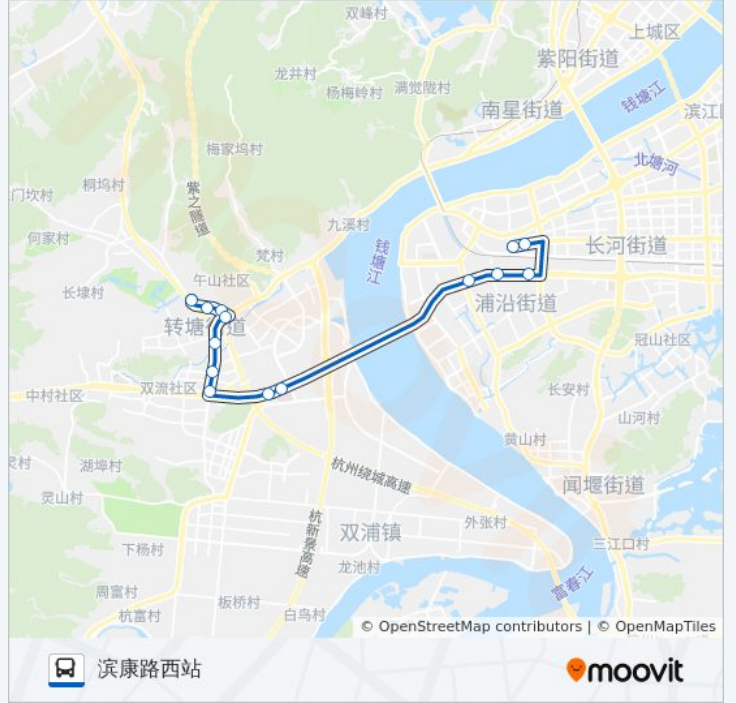 双峰村
上城区
紫阳街道
龙井村
杨梅岭村
满觉陇村
南星街道
钱塘江
滨江
梅家坞村
北塘河
桐坞村
门坎村
紫之隧道
九溪村
何家村
梵村
钱塘江
长河街道
午山社区
长埭村
浦沿街道
转塘街道
冠山社区
双流社区
中村社区
长安村
山河村
黄山村
灵村
湖埠村
杭州绕城高速
闻堰街道
灵山村
杭新景高速
双浦镇
外张村
下杨村
三江口村
龙池村
富春江
周富村
板桥村
杭富村
白鸟村
© OpenStreetMap contributors | © OpenMapTiles
滨康路西站
moovit